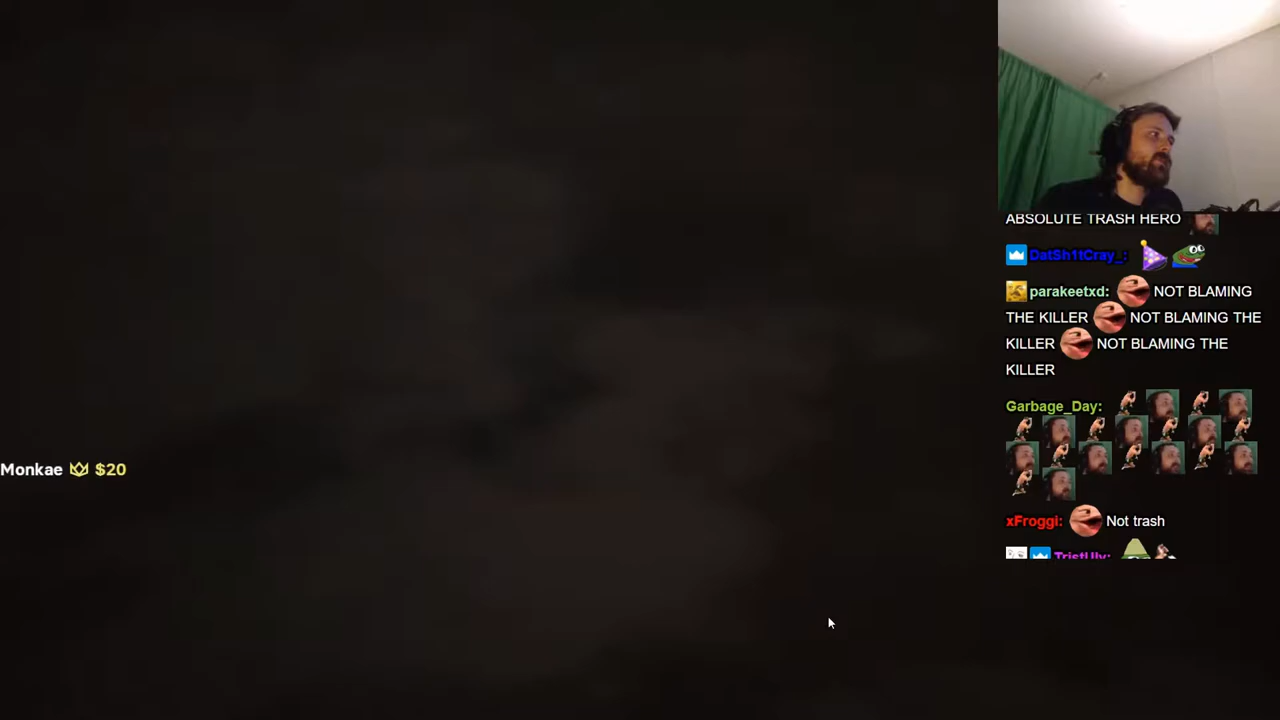 ABSOLUTE TRASH HERO
DatSh1tCray_:
parakeetxd: NOT BLAMING
THE KILLER NOT BLAMING THE
KILLER NOT BLAMING THE
KILLER
Garbage_Day:
Monkae $20
xFroggi: Not trash